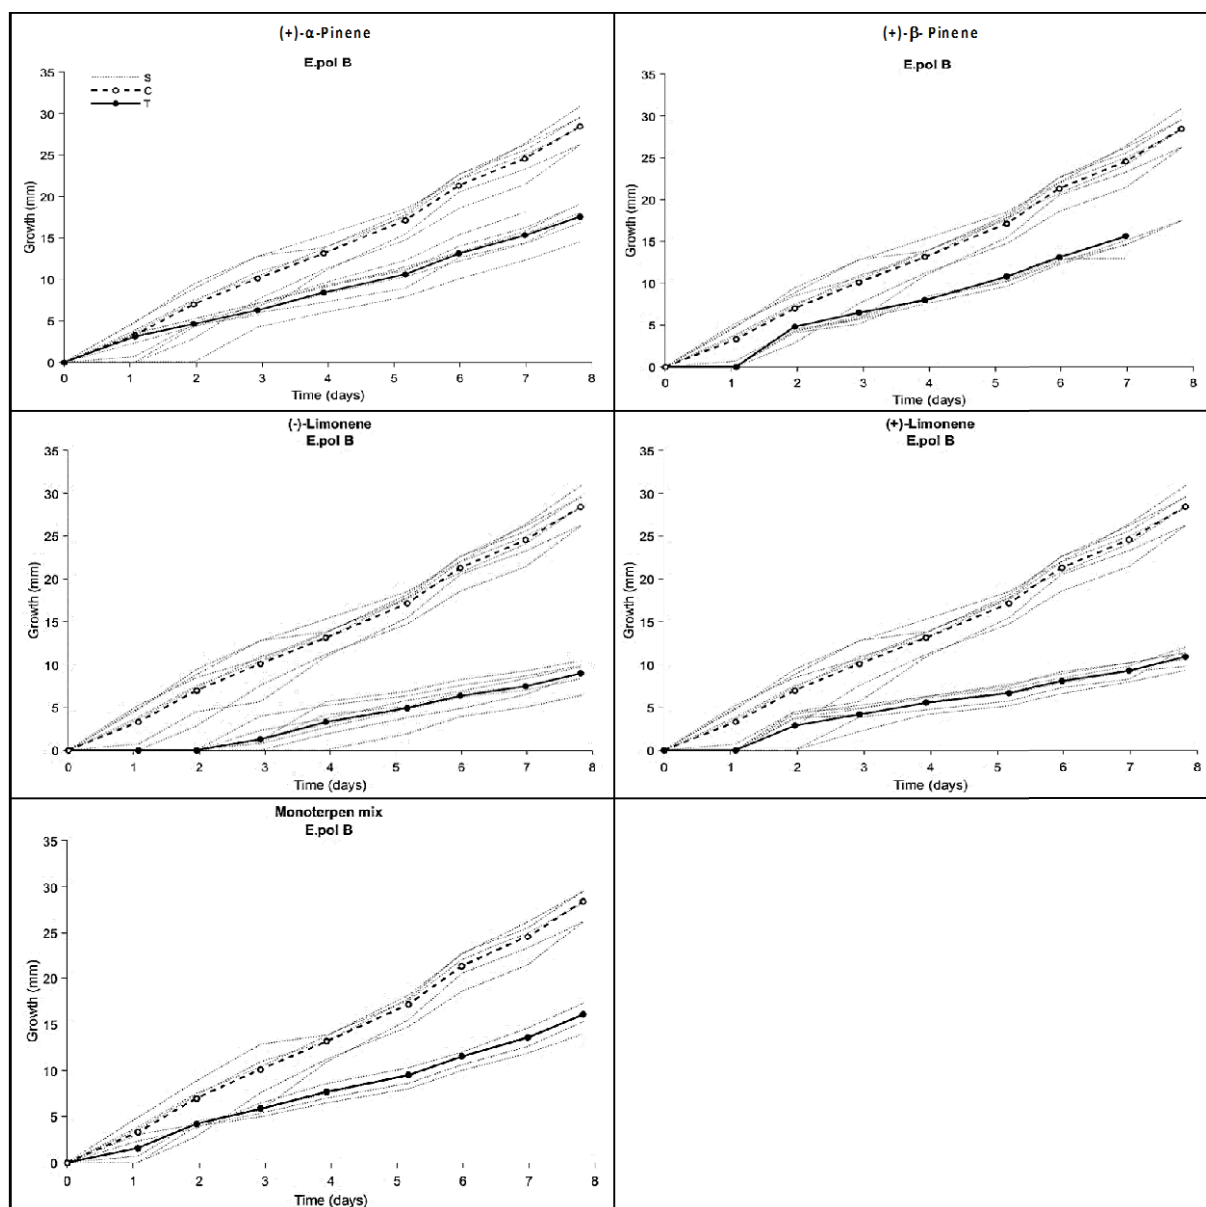 (+)-α-Pinene
E.pol B
S
C
T
Growth (mm)
35
30
25
20
15
10
5
0
0 1 2 3 4 5 6 7 8
Time (days)
(+)-β- Pinene
E.pol B
Growth (mm)
35
30
25
20
15
10
5
0
0 1 2 3 4 5 6 7 8
Time (days)
(-)-Limonene
E.pol B
Growth (mm)
35
30
25
20
15
10
5
0
0 1 2 3 4 5 6 7 8
Time (days)
(+)-Limonene
E.pol B
Growth (mm)
35
30
25
20
15
10
5
0
0 1 2 3 4 5 6 7 8
Time (days)
Monoterpen mix
E.pol B
Growth (mm)
35
30
25
20
15
10
5
0
0 1 2 3 4 5 6 7 8
Time (days)